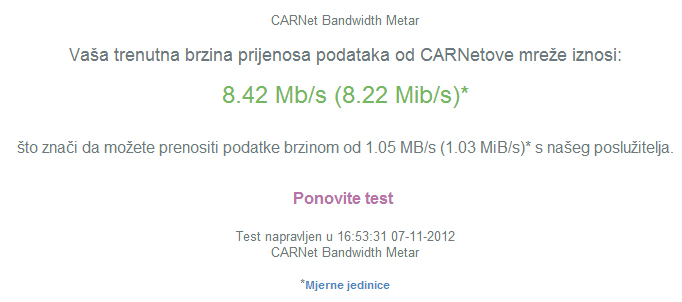 CARNet Bandwidth Metar
Vaša trenutna brzina prijenosa podataka od CARNetove mreže iznosi:
8.42 Mb/s (8.22 Mib/s)*
što znači da možete prenositi podatke brzinom od 1.05 MB/s (1.03 MiB/s)* s našeg poslužitelja.
Ponovite test
Test napravljen u 16:53:31 07-11-2012
CARNet Bandwidth Metar
*Mjerne jedinice